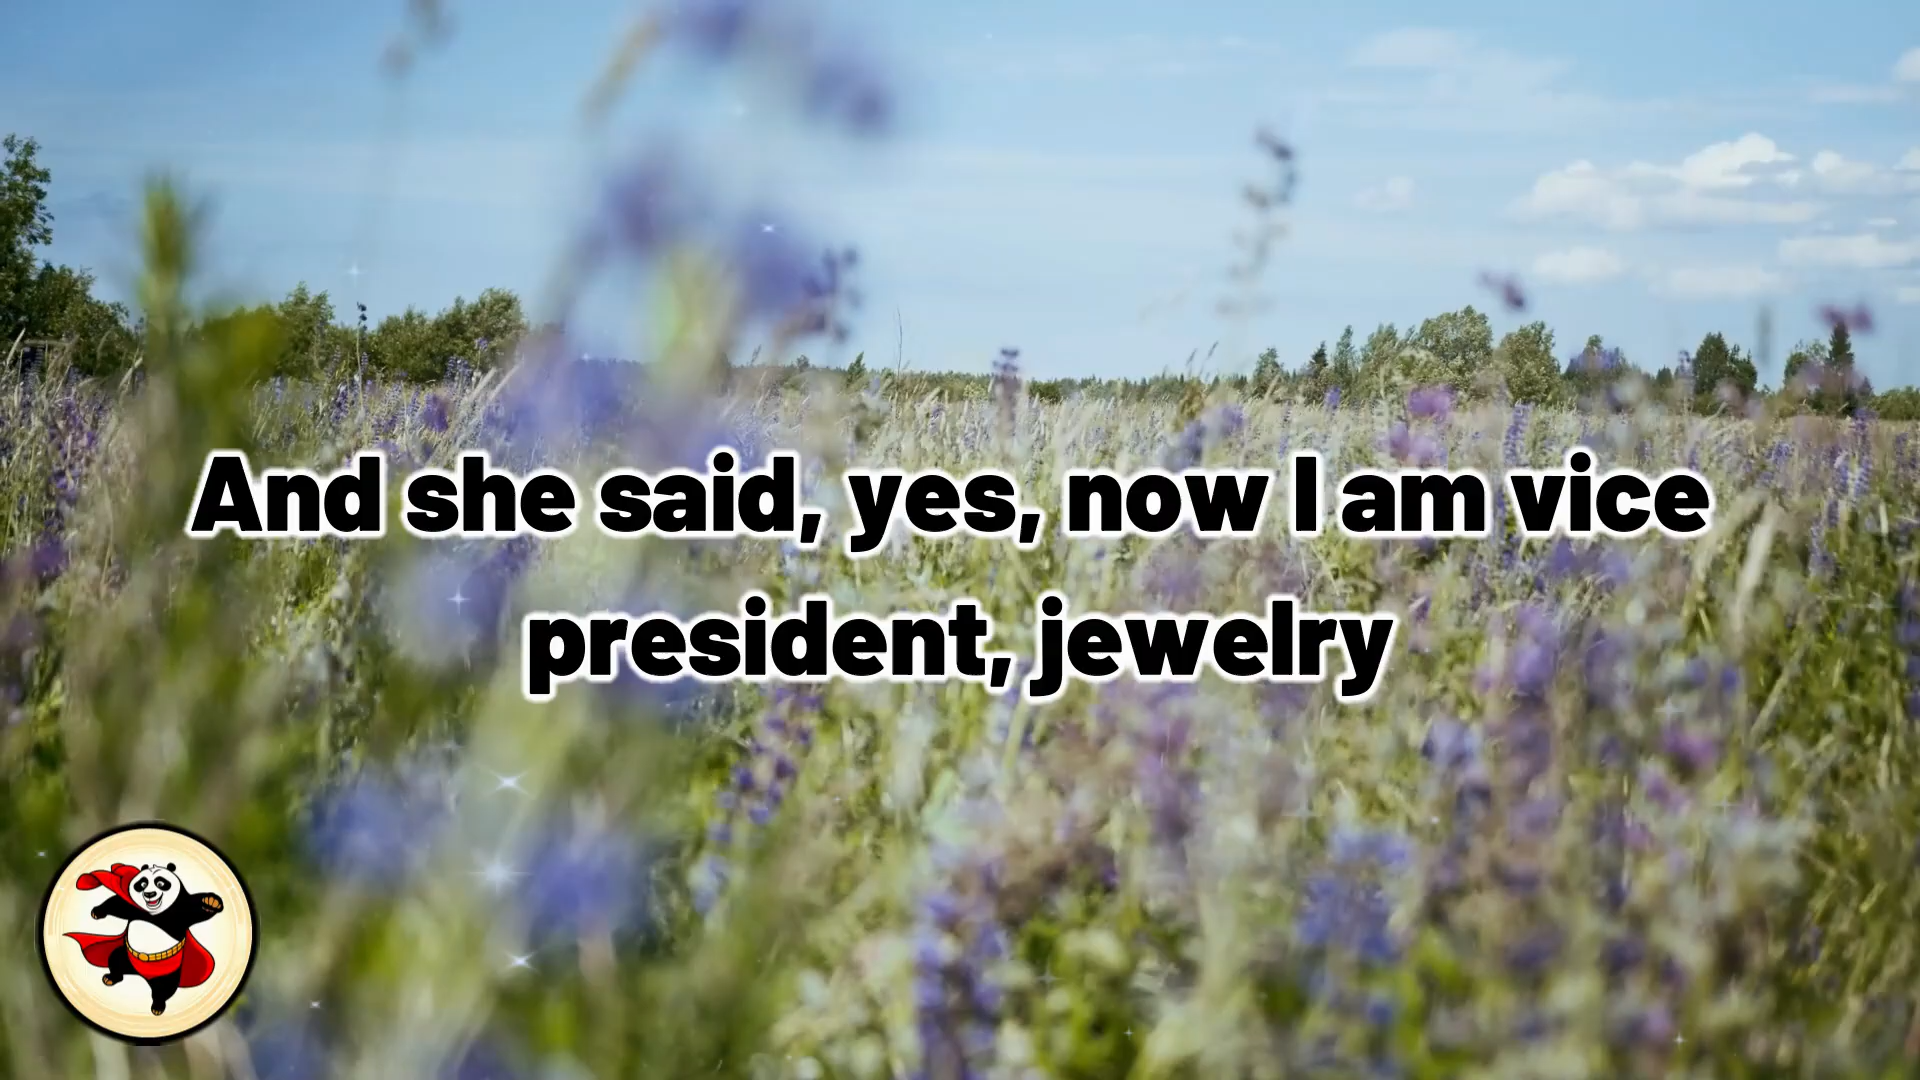 And she said, yes, now I am vice
president, jewelry